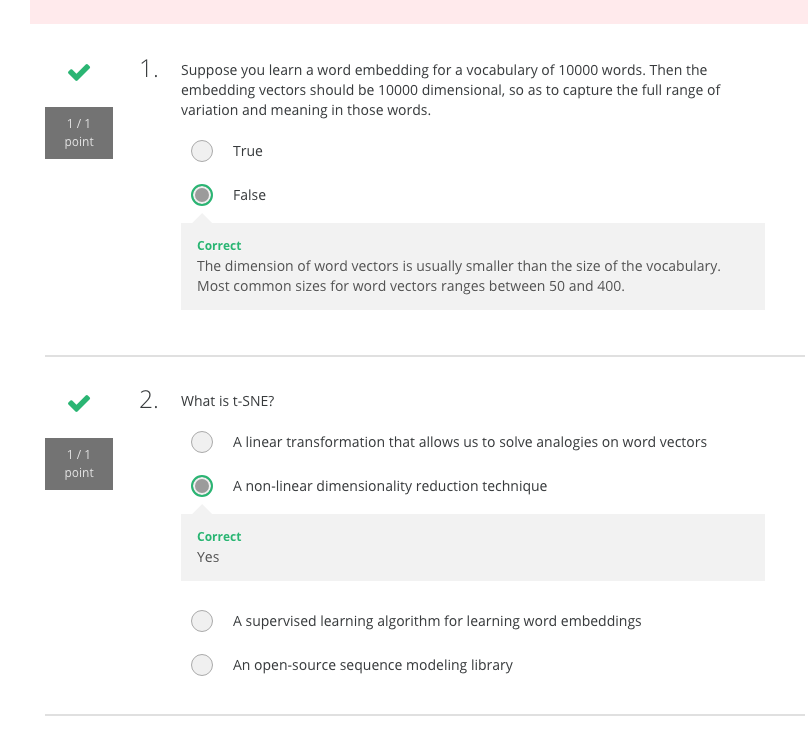 1.
Suppose you learn a word embedding for a vocabulary of 10000 words. Then the
embedding vectors should be 10000 dimensional, so as to capture the full range of
variation and meaning in those words.
1 / 1
point
True
False
Correct
The dimension of word vectors is usually smaller than the size of the vocabulary.
Most common sizes for word vectors ranges between 50 and 400.
2.
What is t-SNE?
1 / 1
point
A linear transformation that allows us to solve analogies on word vectors
A non-linear dimensionality reduction technique
Correct
Yes
A supervised learning algorithm for learning word embeddings
An open-source sequence modeling library